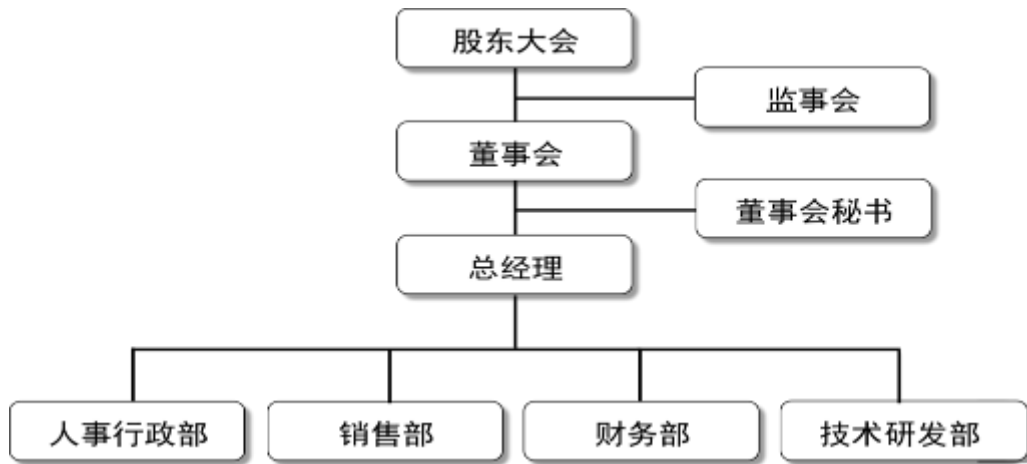 股东大会
监事会
董事会
董事会秘书
总经理
人事行政部
销售部
财务部
技术研发部